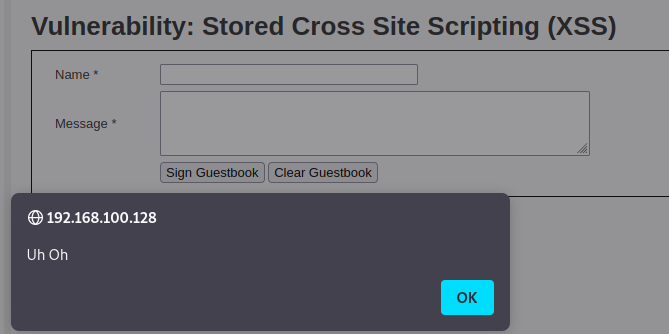 Vulnerability: Stored Cross Site Scripting (XSS)
Name *
Message *
Sign Guestbook Clear Guestbook
192.168.100.128
Uh Oh
OK